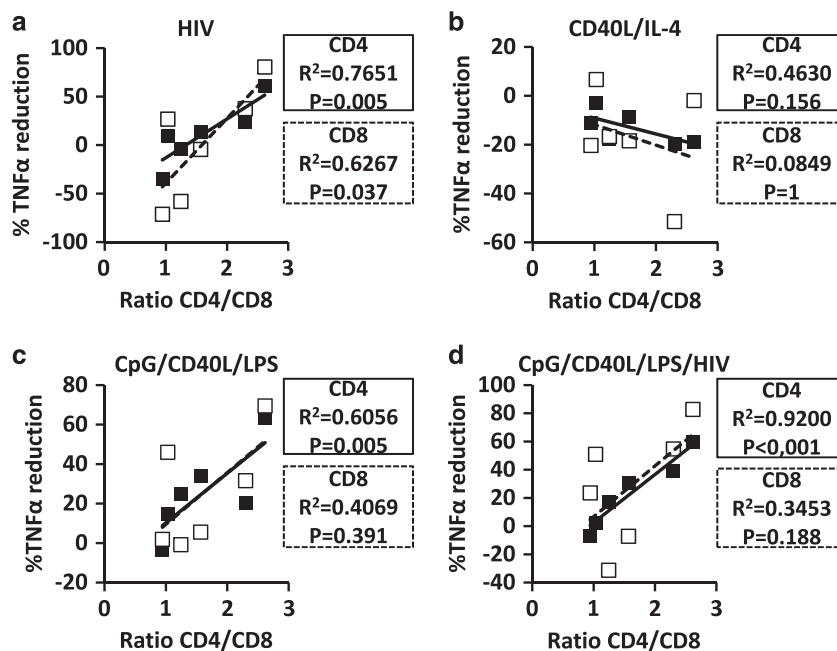 a
HIV
% TNFα reduction
100
50
0
-50
-100
0
1
2
3
Ratio CD4/CD8
CD4
R²=0.7651
P=0.005
CD8
R²=0.6267
P=0.037
b
CD40L/IL-4
%TNFα reduction
20
0
-20
-40
-60
0
1
2
3
Ratio CD4/CD8
CD4
R²=0.4630
P=0.156
CD8
R²=0.0849
P=1
c
CpG/CD40L/LPS
%TNFα reduction
80
60
40
20
0
-20
0
1
2
3
Ratio CD4/CD8
CD4
R²=0.6056
P=0.005
CD8
R²=0.4069
P=0.391
d
CpG/CD40L/LPS/HIV
%TNFα reduction
100
80
60
40
20
0
-20
-40
0
1
2
3
Ratio CD4/CD8
CD4
R²=0.9200
P<0,001
CD8
R²=0.3453
P=0.188